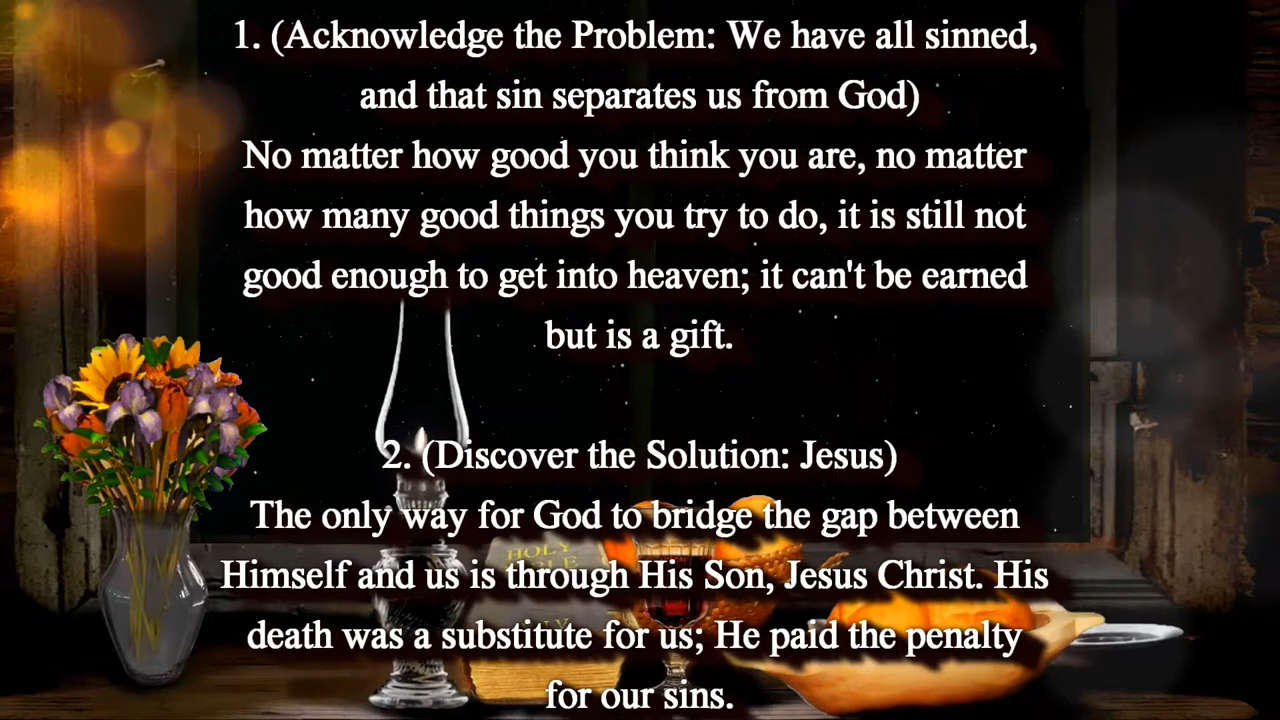 1. (Acknowledge the Problem: We have all sinned,
and that sin separates us from God)
No matter how good you think you are, no matter
how many good things you try to do, it is still not
good enough to get into heaven; it can't be earned
but is a gift.
2. (Discover the Solution: Jesus)
The only way for God to bridge the gap between
HOLY
Himself and us is through His Son, Jesus Christ. His
death was a substitute for us; He paid the penalty
for our sins.